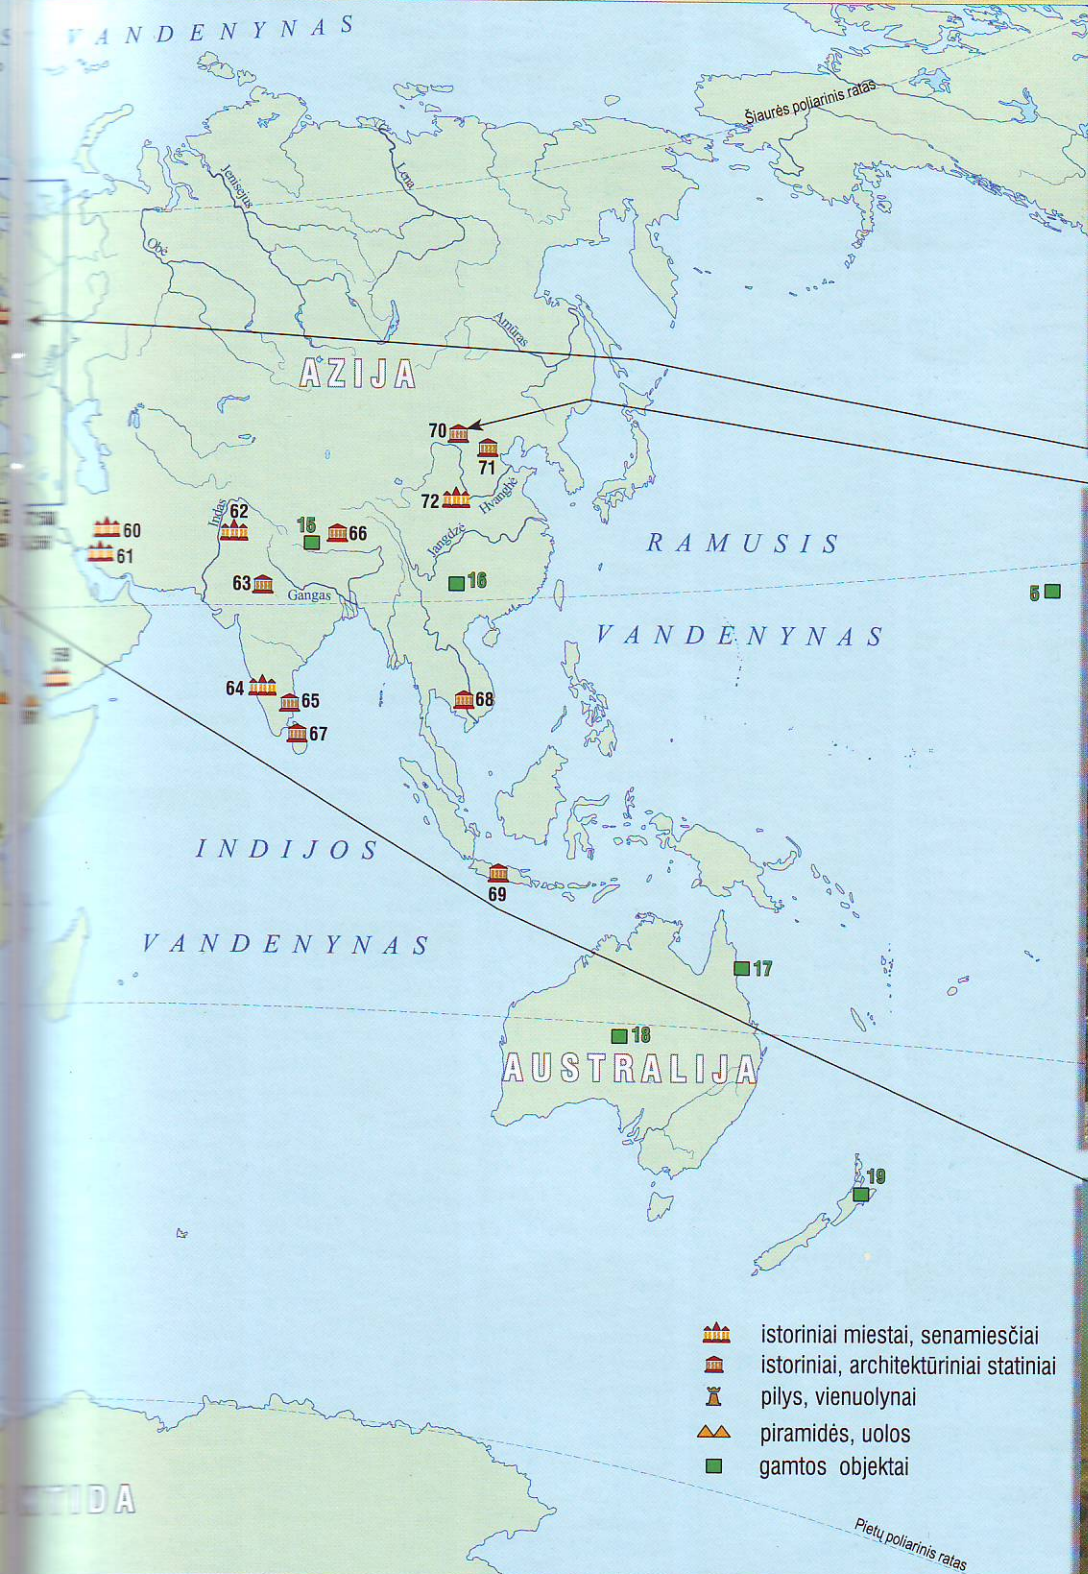 VANDENYNAS
Šiaurės poliarinis ratas
Jenisejus
Lena
Obė
Amūras
AZIJA
70
71
72
Hvanghė
Indas
62
60
61
15
66
Jangdzė
16
63
Gangas
RAMUSIS
VANDENYNAS
5
64
65
67
68
INDIJOS
VANDENYNAS
69
17
18
AUSTRALIJA
19
istoriniai miestai, senamiesčiai
istoriniai, architektūriniai statiniai
pilys, vienuolynai
piramidės, uolos
gamtos objektai
TIDA
Pietų poliarinis ratas